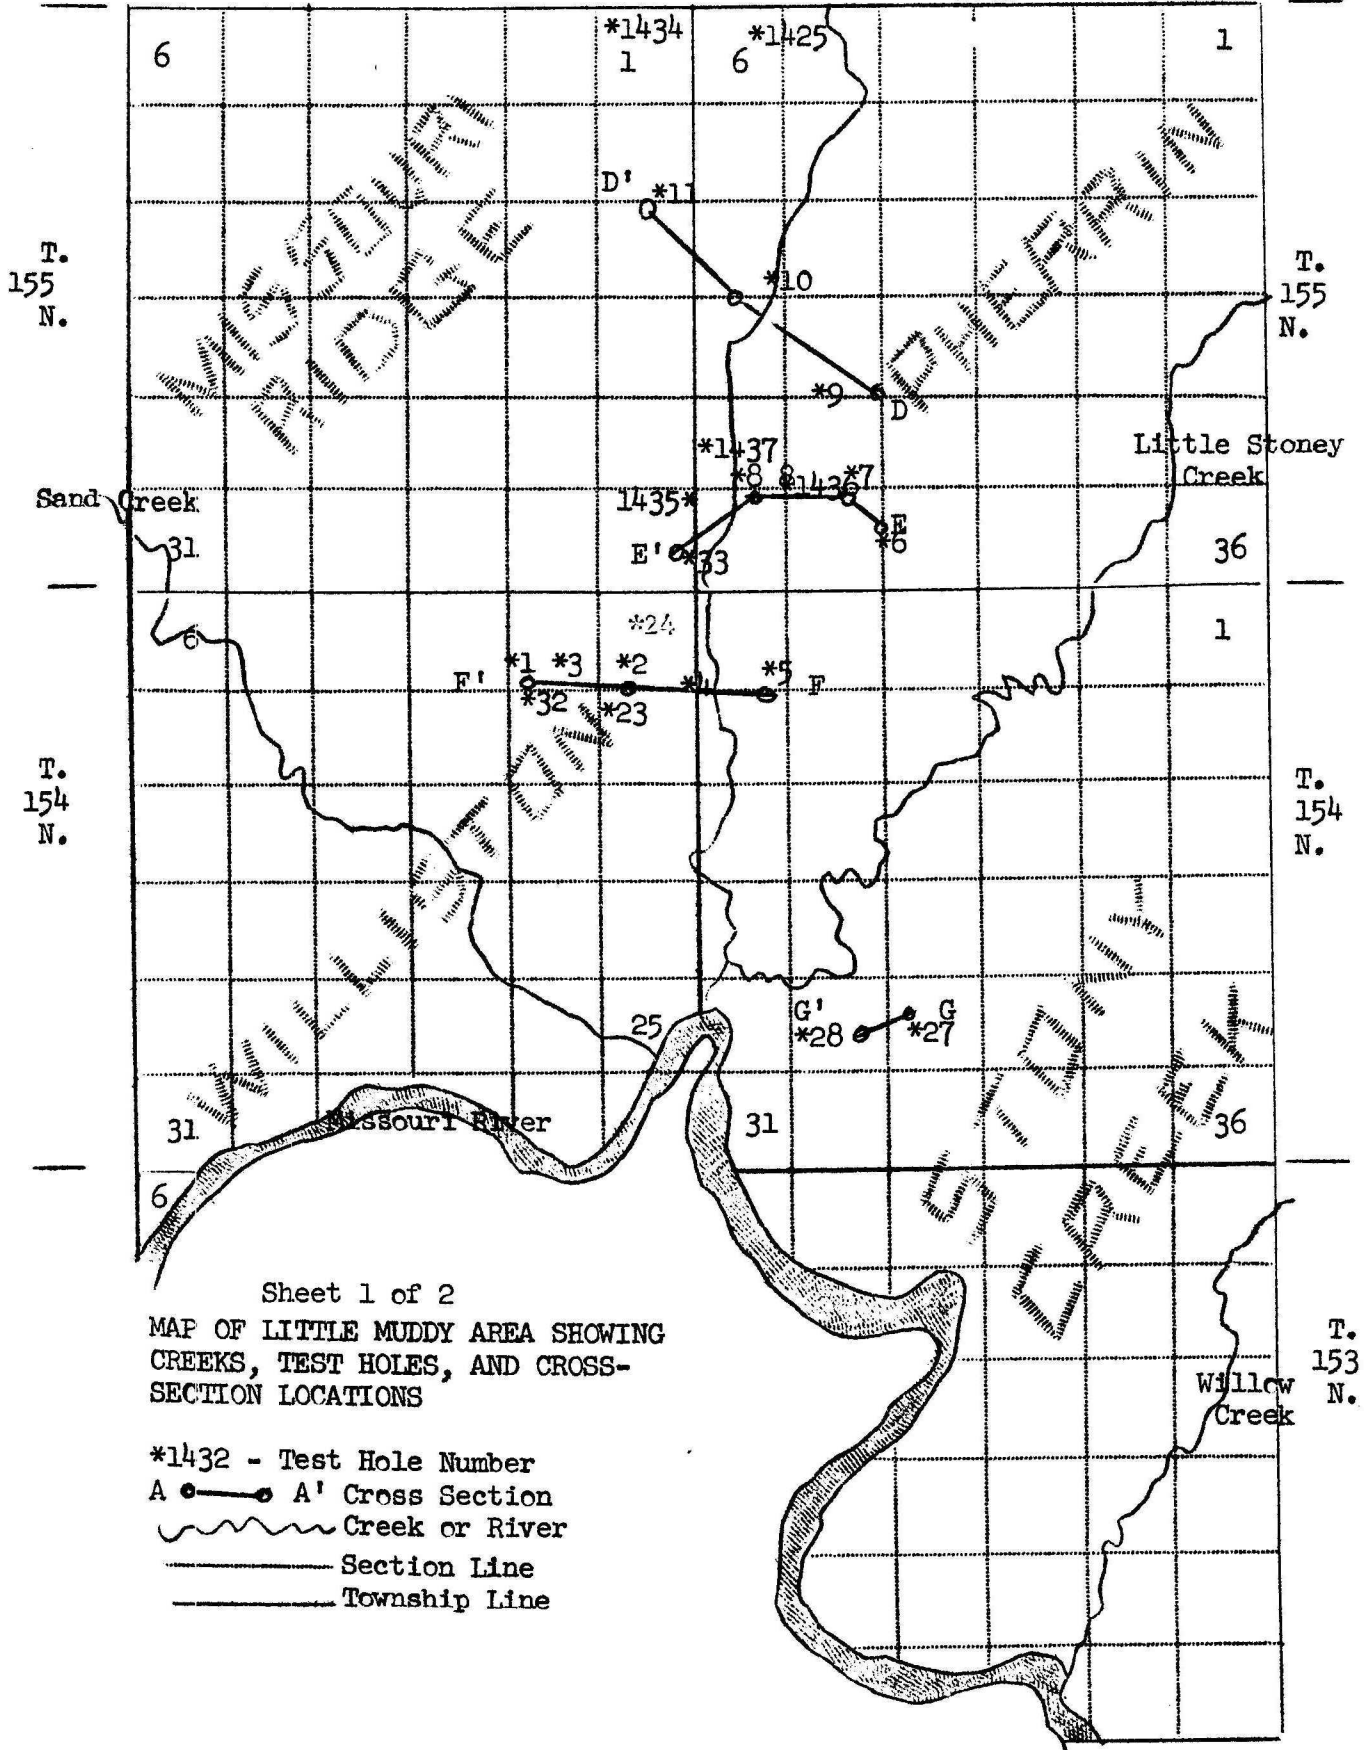 *1434
*1425
6
1
6
1
MISSOURI
RIDGE
PHERRIN
D'
*11
T.
155
N.
T.
155
N.
*10
*9
D
*1437
*8
8
*7
1435*
Little Stoney
Creek
Sand Creek
E
*6
31
E'
*33
36
*24
6
1
*1
*3
*2
*5
F'
F
*32
*23
T.
154
N.
T.
154
N.
WILLISTON
STONY
CREEK
G'
G
*28
*27
25
31
Missouri River
31
36
6
Sheet 1 of 2
MAP OF LITTLE MUDDY AREA SHOWING
CREEKS, TEST HOLES, AND CROSS-
SECTION LOCATIONS
T.
153
N.
Willow
Creek
*1432 - Test Hole Number
A A' Cross Section
Creek or River
Section Line
Township Line